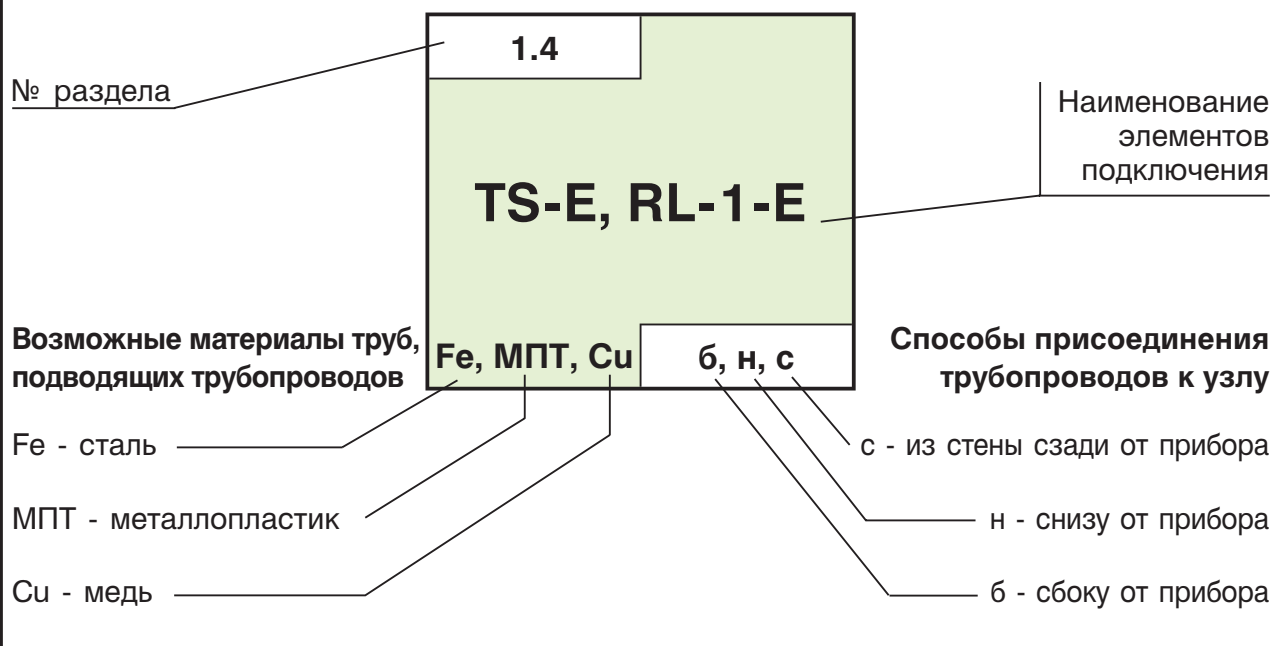 1.4
№ раздела
Наименование
элементов
подключения
TS-E, RL-1-E
Возможные материалы труб,
подводящих трубопроводов
Fe, МПТ, Cu
б, н, с
Способы присоединения
трубопроводов к узлу
Fe - сталь
с - из стены сзади от прибора
МПТ - металлопластик
н - снизу от прибора
Cu - медь
б - сбоку от прибора